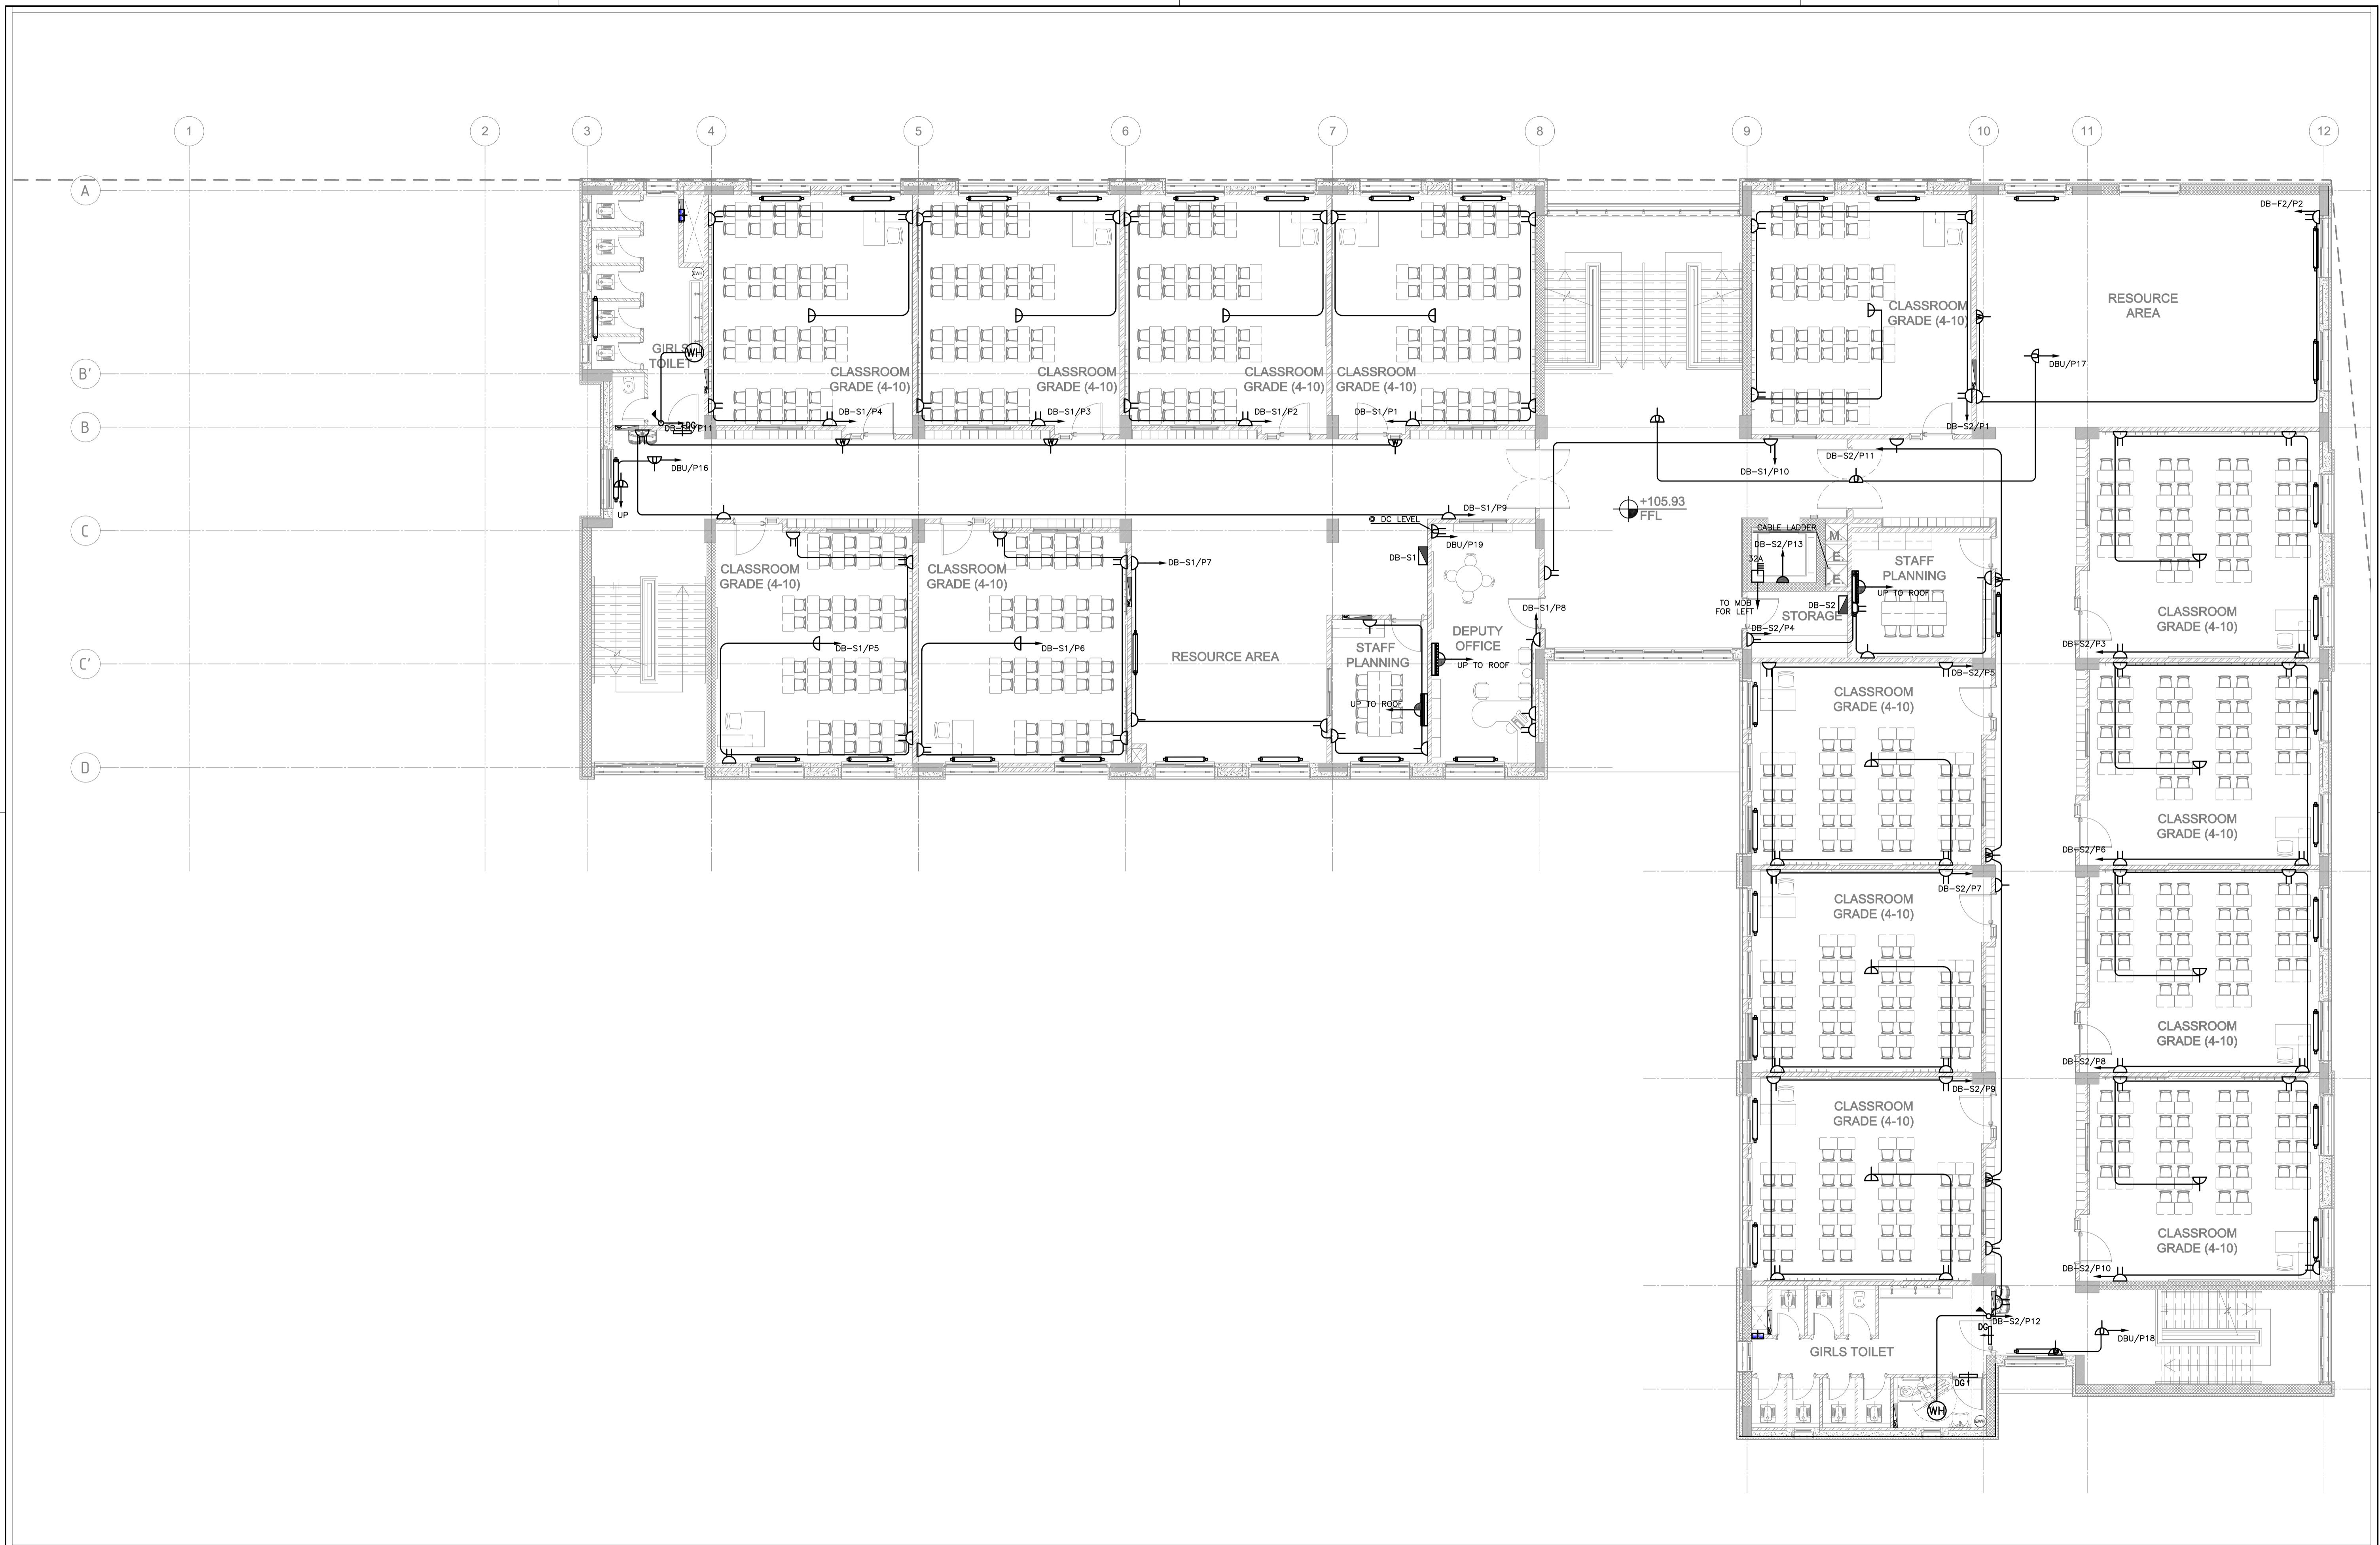 1
2
3
4
5
6
7
8
9
10
11
12
A
B'
B
C
C'
D
DB-F2/P2
RESOURCE
AREA
CLASSROOM
GRADE (4-10)
GIRLS
TOILET
WH
EWH
DBU/P17
CLASSROOM
GRADE (4-10)
CLASSROOM
GRADE (4-10)
CLASSROOM
GRADE (4-10)
CLASSROOM
GRADE (4-10)
DB-S1/P4
DB-S1/P3
DB-S1/P2
DB-S1/P1
DG
DB-S2/P1
W
W
W
DBU/P16
UP
DB-S1/P10
DB-S2/P11
+105.93
FFL
DB-S1/P9
@ DC LEVEL
DBU/P19
DB-S1
CABLE LADDER
M.
E.
E.
DB-S2/P13
32A
TO MDB
FOR LEFT
DB-S2
STORAGE
STAFF
PLANNING
UP TO ROOF
DB-S2/P4
CLASSROOM
GRADE (4-10)
CLASSROOM
GRADE (4-10)
DB-S1/P7
DB-S1/P8
DEPUTY
OFFICE
UP TO ROOF
CLASSROOM
GRADE (4-10)
DB-S2/P3
DB-S1/P5
DB-S1/P6
RESOURCE AREA
STAFF
PLANNING
UP TO ROOF
DB-S2/P5
CLASSROOM
GRADE (4-10)
CLASSROOM
GRADE (4-10)
DB-S2/P6
DB-S2/P7
CLASSROOM
GRADE (4-10)
CLASSROOM
GRADE (4-10)
DB-S2/P8
DB-S2/P9
CLASSROOM
GRADE (4-10)
CLASSROOM
GRADE (4-10)
DB-S2/P10
DB-S2/P12
DG
DBU/P18
GIRLS TOILET
DG
WH
EWH